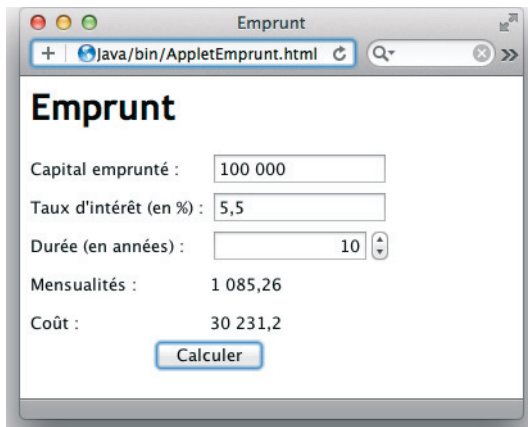 Emprunt
Java/bin/AppletEmprunt.html
Emprunt
Capital emprunté : 100 000
Taux d'intérêt (en %) : 5,5
Durée (en années) : 10
Mensualités : 1 085,26
Coût : 30 231,2
Calculer